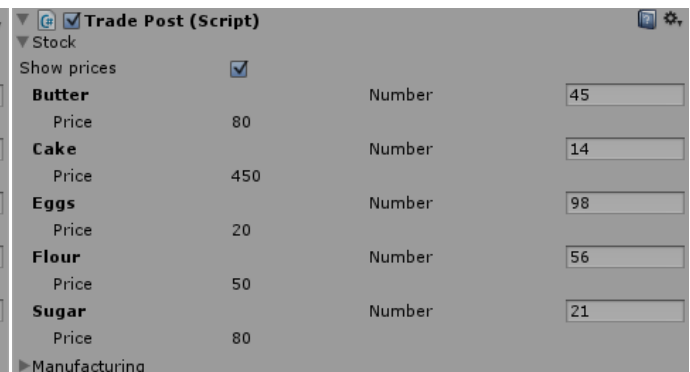 Trade Post (Script)
Stock
Show prices
Butter Number 45
Price 80
Cake Number 14
Price 450
Eggs Number 98
Price 20
Flour Number 56
Price 50
Sugar Number 21
Price 80
Manufacturing